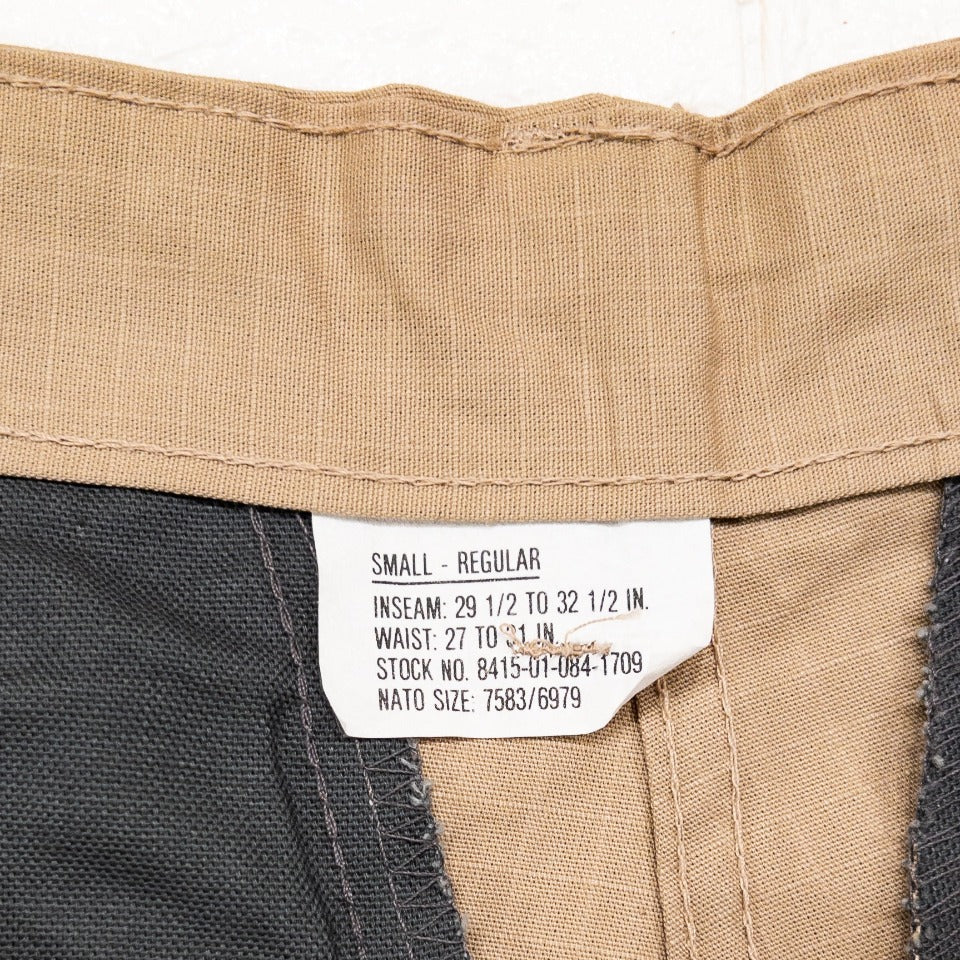 SMALL - REGULAR
INSEAM: 29 1/2 TO 32 1/2 IN.
WAIST: 27 TO 31 IN.
STOCK NO. 8415-01-084-1709
NATO SIZE: 7583/6979